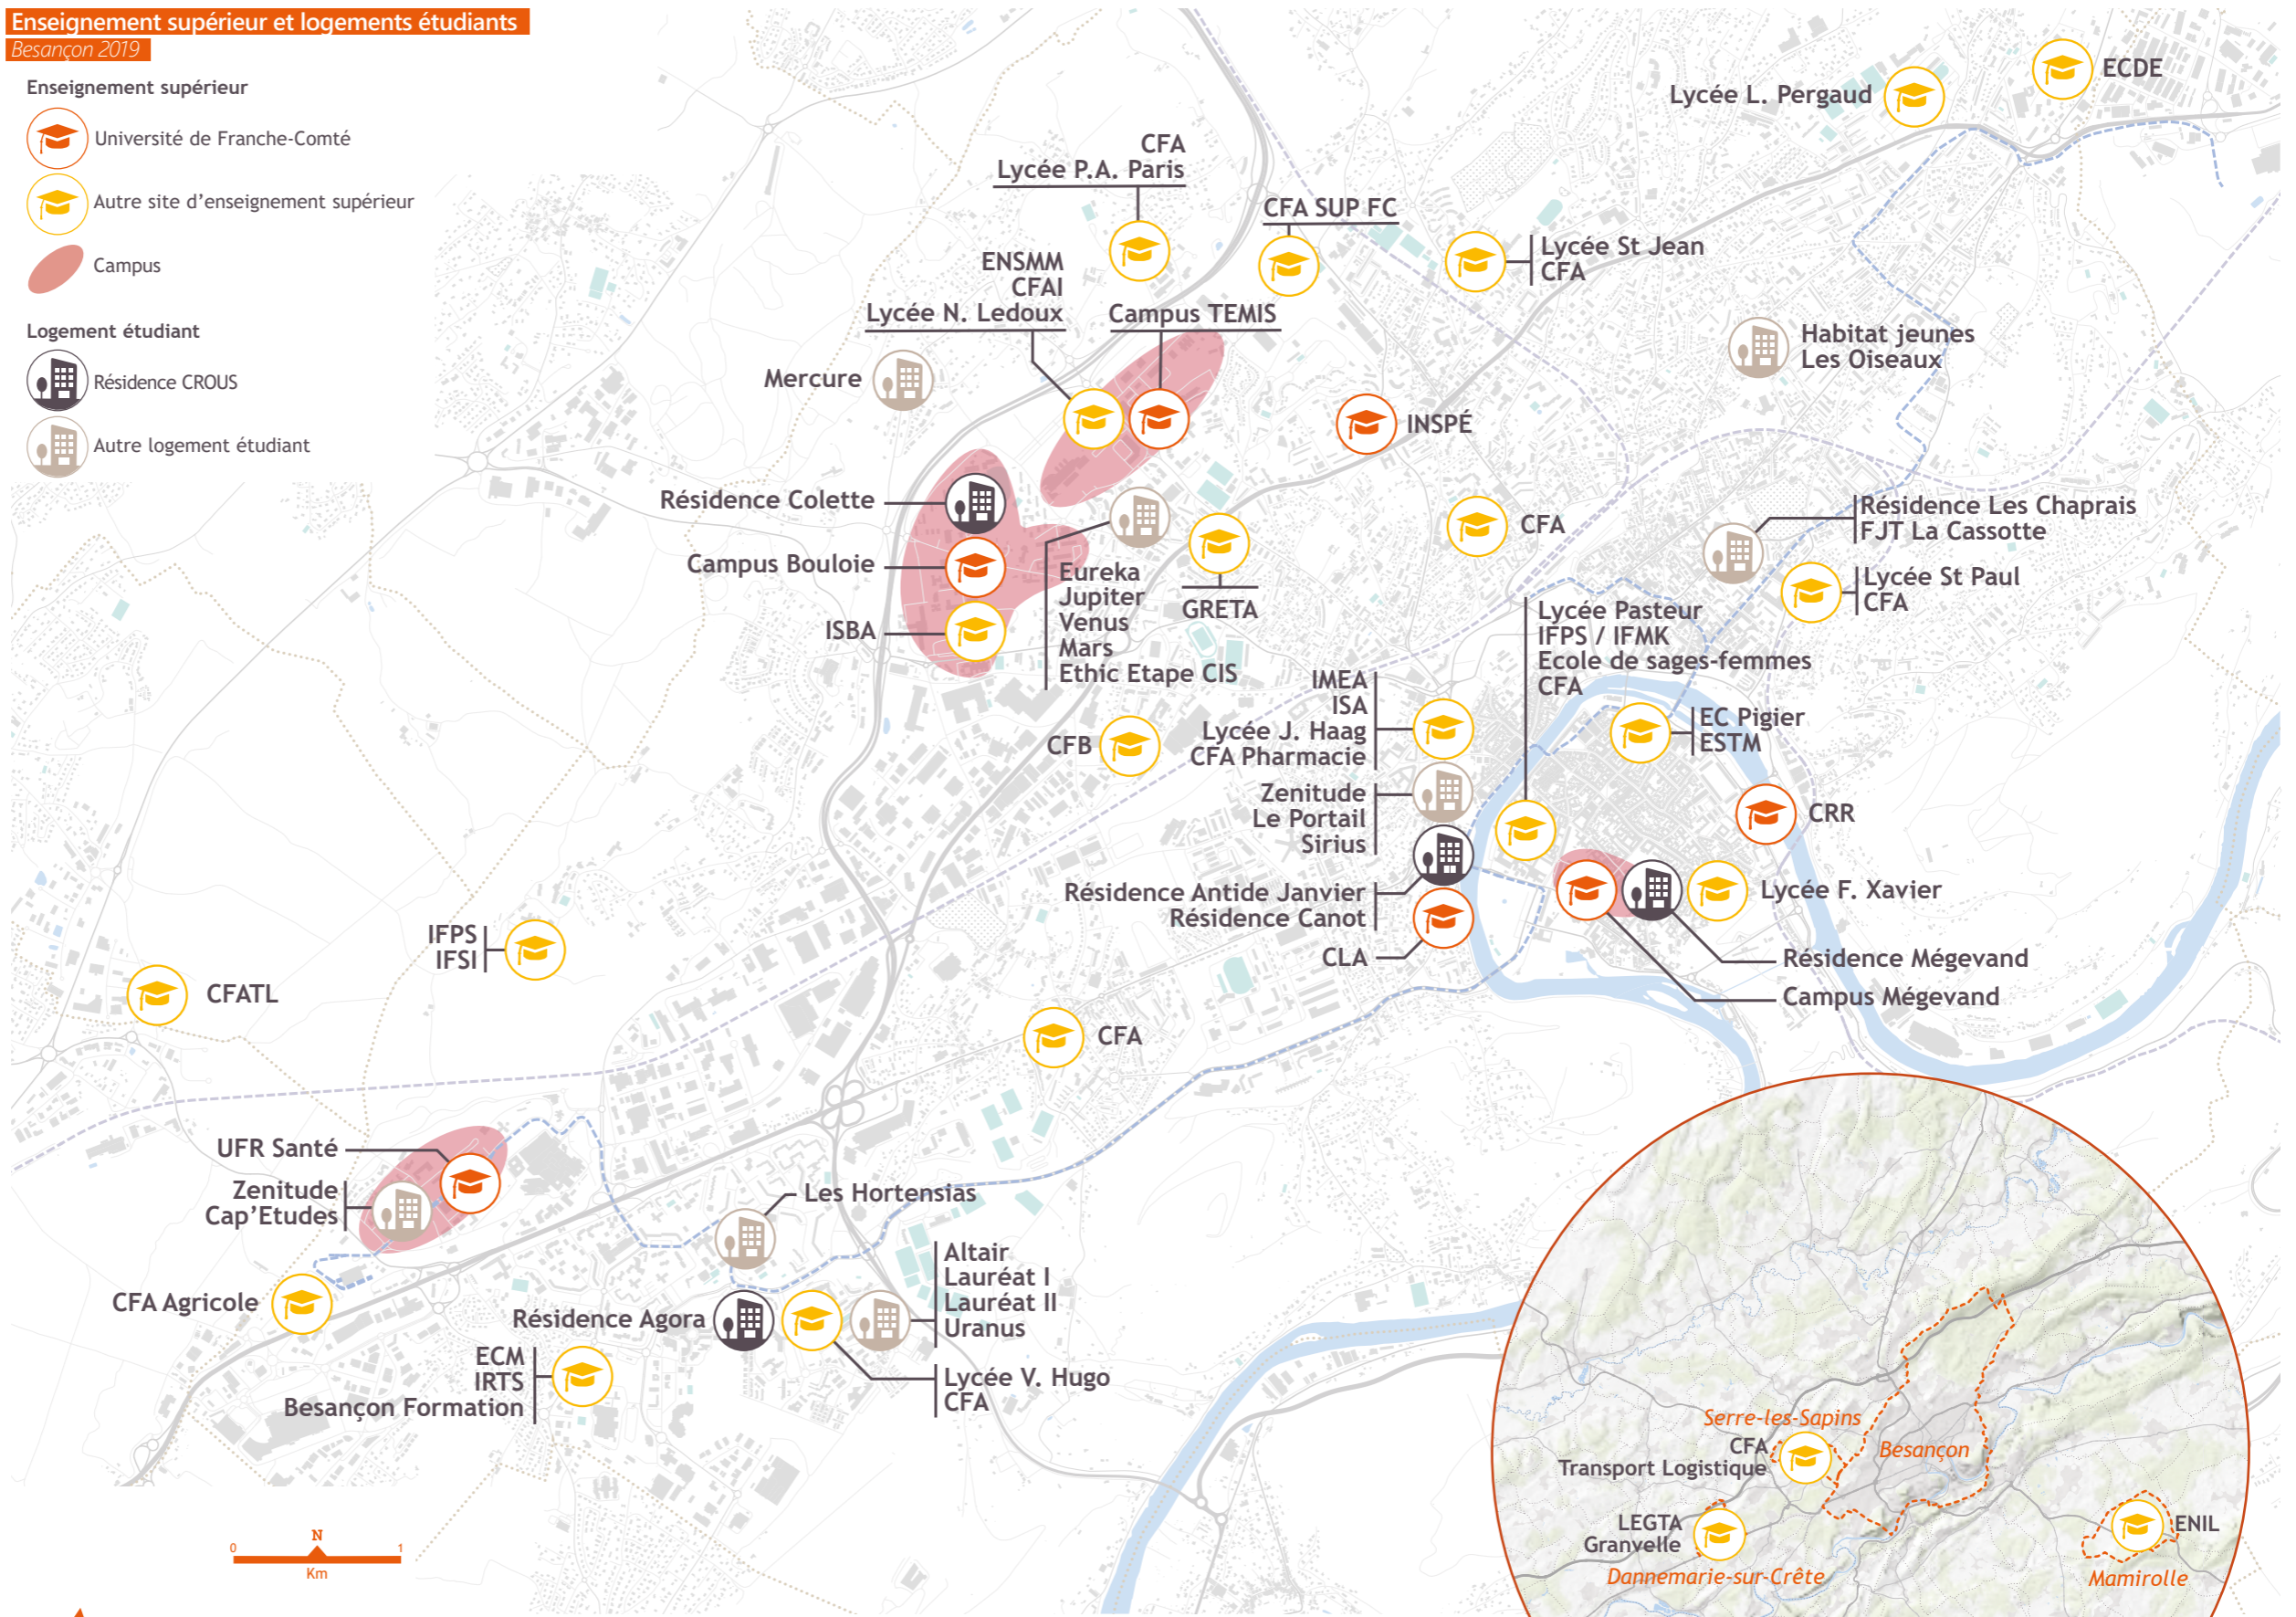 Enseignement supérieur et logements étudiants
Besançon 2019
Enseignement supérieur
Université de Franche-Comté
Autre site d'enseignement supérieur
Campus
Logement étudiant
Résidence CROUS
Autre logement étudiant
ECDE
Lycée L. Pergaud
CFA
Lycée P.A. Paris
CFA SUP FC
Lycée St Jean
CFA
ENSMM
CFAI
Lycée N. Ledoux
Campus TEMIS
Habitat jeunes
Les Oiseaux
Mercure
INSPÉ
Résidence Colette
Campus Bouloie
ISBA
Eureka
Jupiter
Venus
Mars
Ethic Etape CIS
GRETA
CFA
Résidence Les Chaprais
FJT La Cassotte
Lycée St Paul
CFA
Lycée Pasteur
IFPS / IFMK
Ecole de sages-femmes
CFA
IMEA
ISA
Lycée J. Haag
CFA Pharmacie
EC Pigier
ESTM
CFB
Zenitude
Le Portail
Sirius
CRR
Résidence Antide Janvier
Résidence Canot
CLA
Lycée F. Xavier
Résidence Mégevand
Campus Mégevand
IFPS
IFSI
CFATL
CFA
UFR Santé
Zenitude
Cap'Etudes
Les Hortensias
CFA Agricole
Résidence Agora
Altair
Lauréat I
Lauréat II
Uranus
ECM
IRTS
Besançon Formation
Lycée V. Hugo
CFA
Serre-les-Sapins
CFA
Transport Logistique
Besançon
LEGTA
Granvelle
Dannemarie-sur-Crête
ENIL
Mamirolle
N
0 1
Km